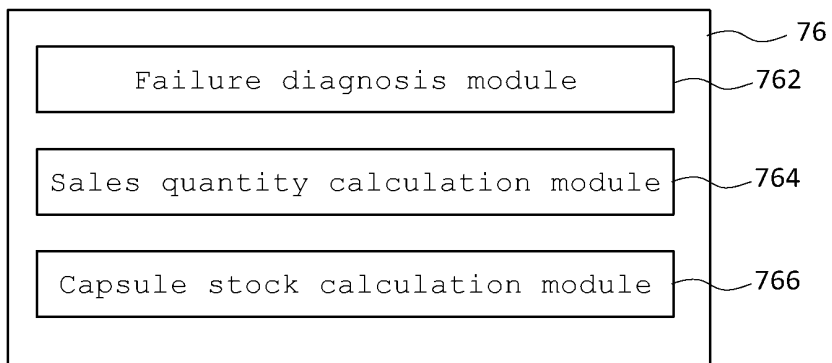 76
Failure diagnosis module 762
Sales quantity calculation module 764
Capsule stock calculation module 766